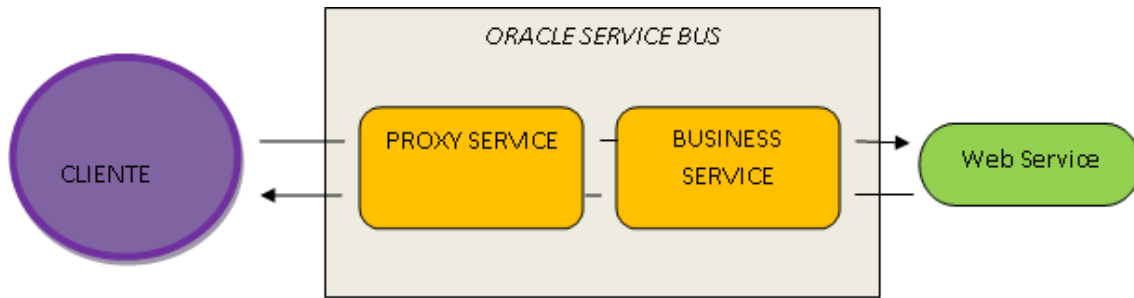 ORACLE SERVICE BUS
CLIENTE
PROXY SERVICE
BUSINESS
SERVICE
Web Service